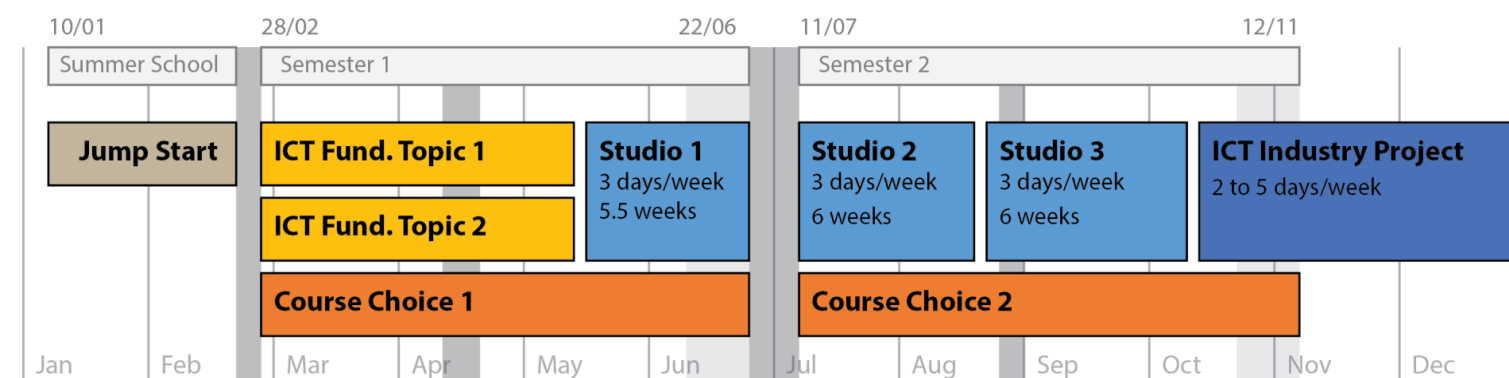 10/01
28/02
22/06
11/07
12/11
Summer School
Semester 1
Semester 2
Jump Start
ICT Fund. Topic 1
ICT Fund. Topic 2
Studio 1
3 days/week
5.5 weeks
Studio 2
3 days/week
6 weeks
Studio 3
3 days/week
6 weeks
ICT Industry Project
2 to 5 days/week
Course Choice 1
Course Choice 2
Jan
Feb
Mar
Apr
May
Jun
Jul
Aug
Sep
Oct
Nov
Dec